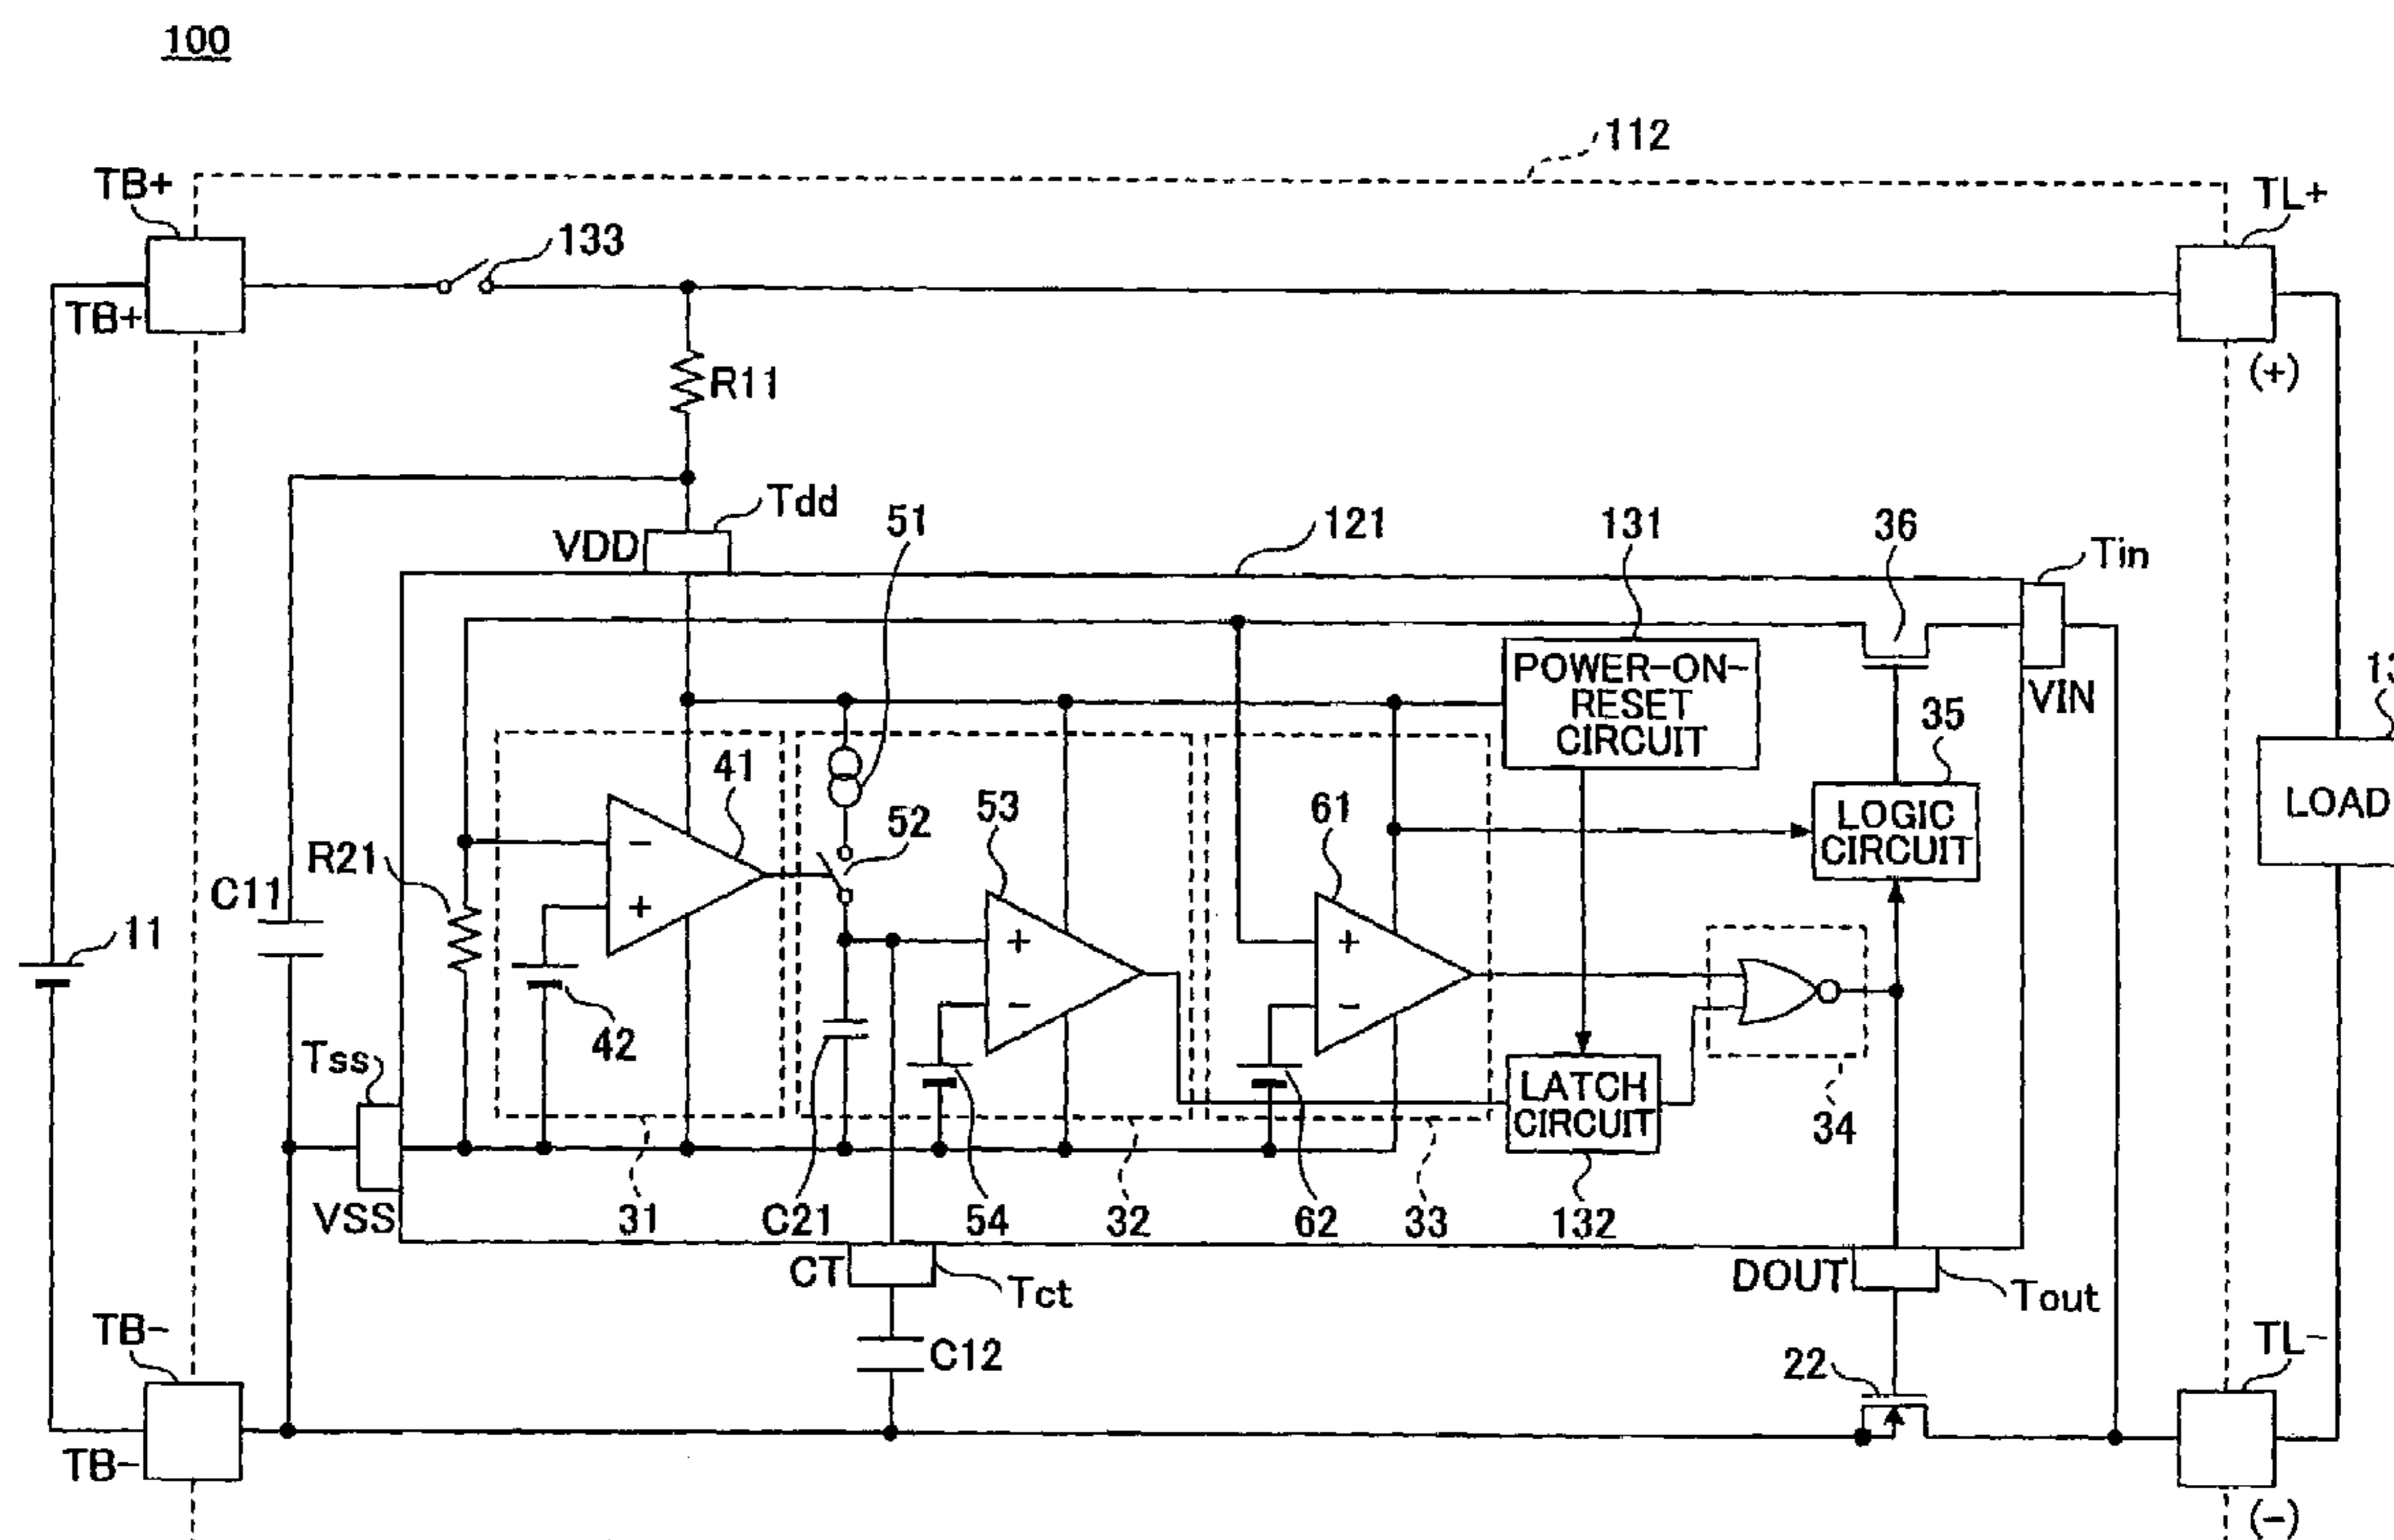 100
112
TB+
TL+
133
TB+
(+)
R11
Tdd
51
121
131
36
Tin
VDD
POWER-ON-
RESET
CIRCUIT
VIN
35
41
52
53
61
LOGIC
CIRCUIT
LOAD
R21
C11
11
42
Tss
LATCH
CIRCUIT
34
VSS
31
C21
54
32
62
33
132
CT
Tct
DOUT
Tout
TB-
C12
22
TL-
TB-
(-)